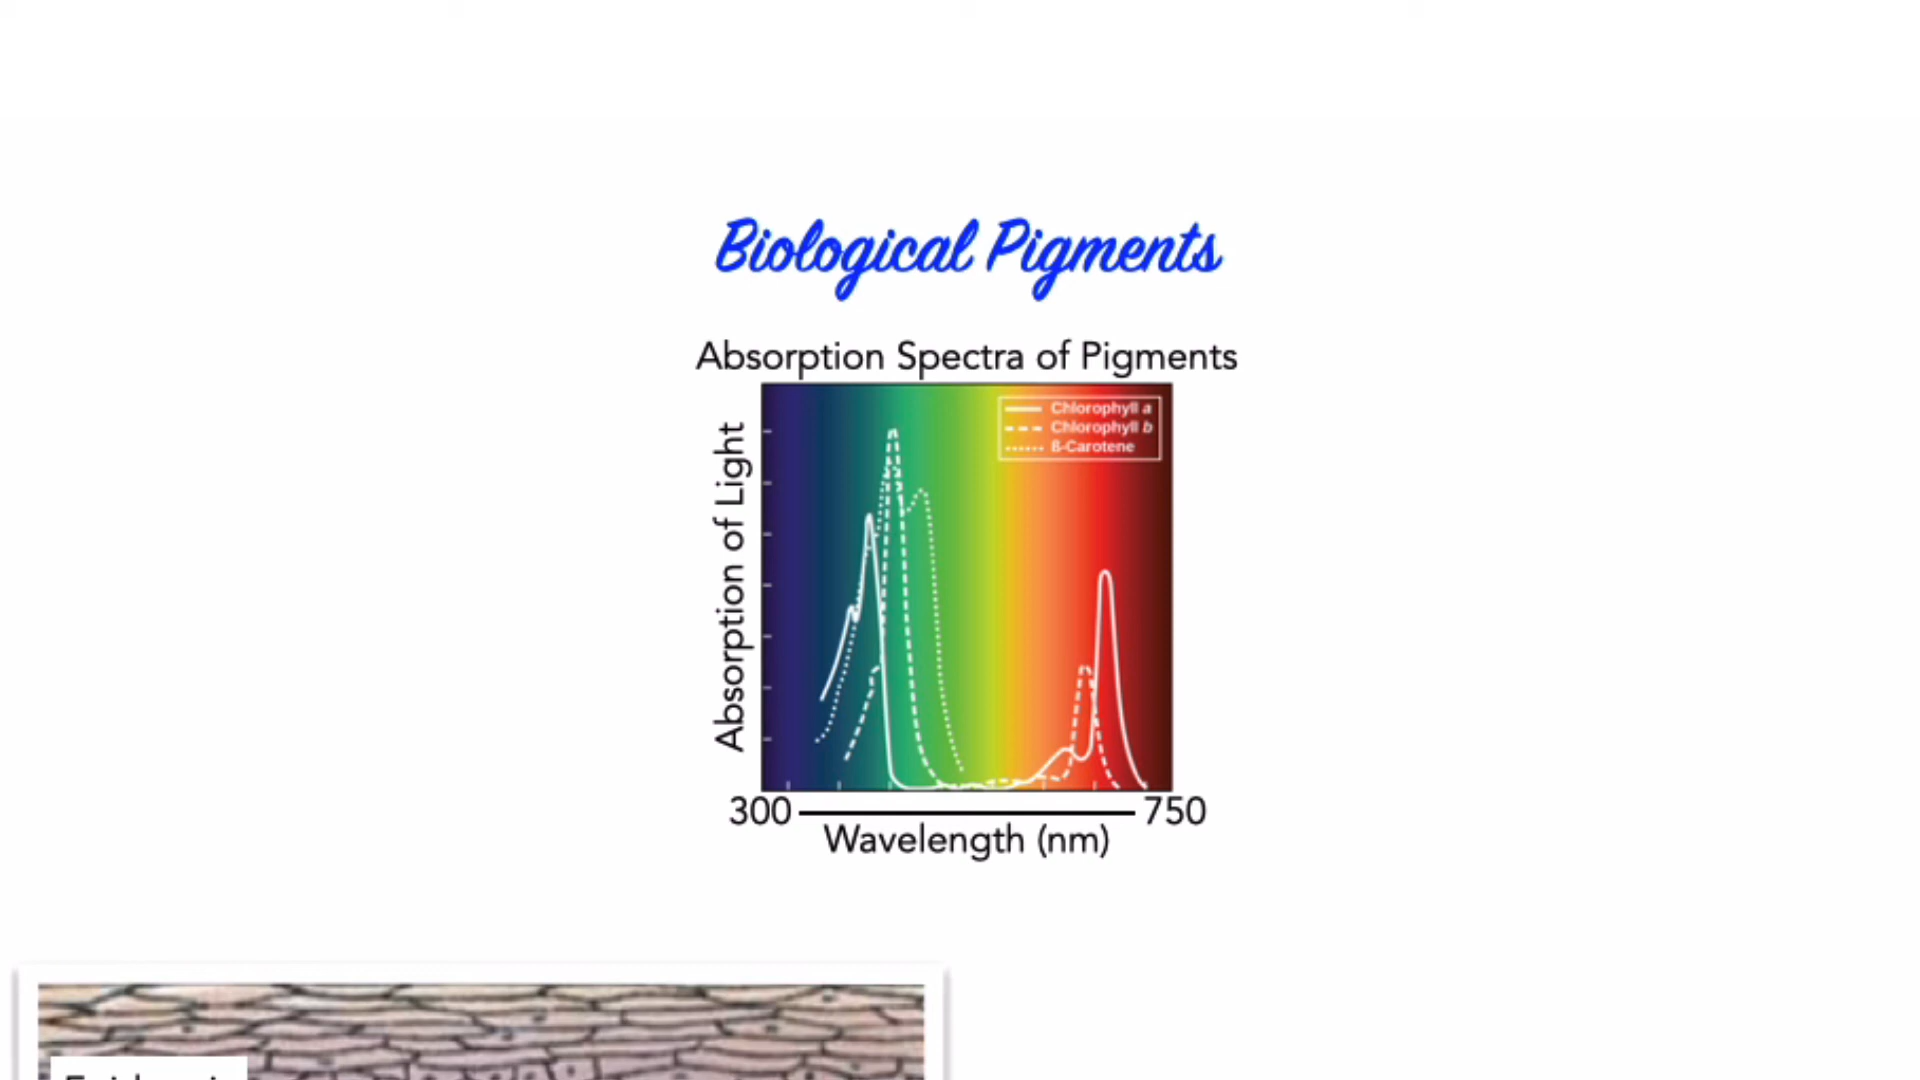 Biological Pigments
Absorption Spectra of Pigments
Absorption of Light
Chlorophyll a
Chlorophyll b
ß-Carotene
300
750
Wavelength (nm)